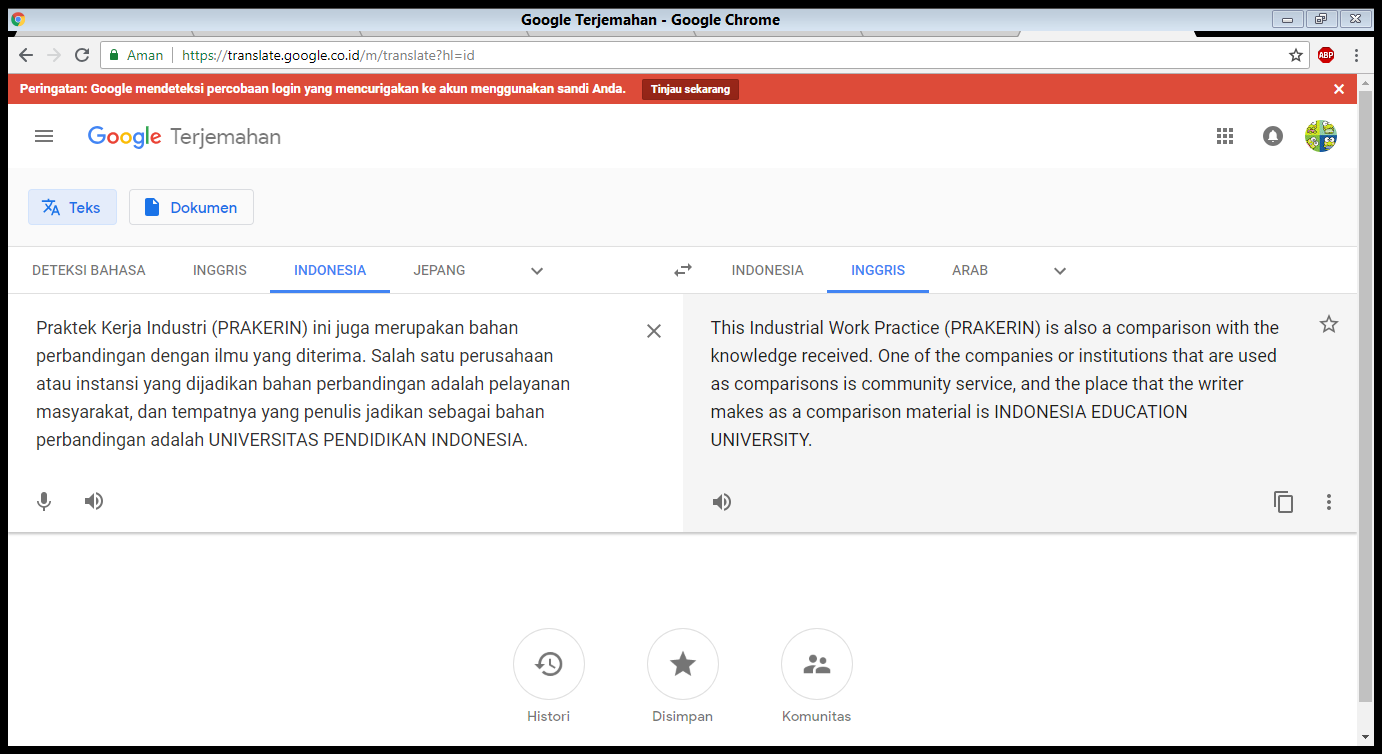 Google Terjemahan - Google Chrome
Aman
https://translate.google.co.id/m/translate?hl=id
ABP
Peringatan: Google mendeteksi percobaan login yang mencurigakan ke akun menggunakan sandi Anda. Tinjau sekarang
Google Terjemahan
Teks Dokumen
DETEKSI BAHASA INGGRIS INDONESIA JEPANG
INDONESIA INGGRIS ARAB
Praktek Kerja Industri (PRAKERIN) ini juga merupakan bahan
perbandingan dengan ilmu yang diterima. Salah satu perusahaan
atau instansi yang dijadikan bahan perbandingan adalah pelayanan
masyarakat, dan tempatnya yang penulis jadikan sebagai bahan
perbandingan adalah UNIVERSITAS PENDIDIKAN INDONESIA.
This Industrial Work Practice (PRAKERIN) is also a comparison with the
knowledge received. One of the companies or institutions that are used
as comparisons is community service, and the place that the writer
makes as a comparison material is INDONESIA EDUCATION
UNIVERSITY.
Histori Disimpan Komunitas